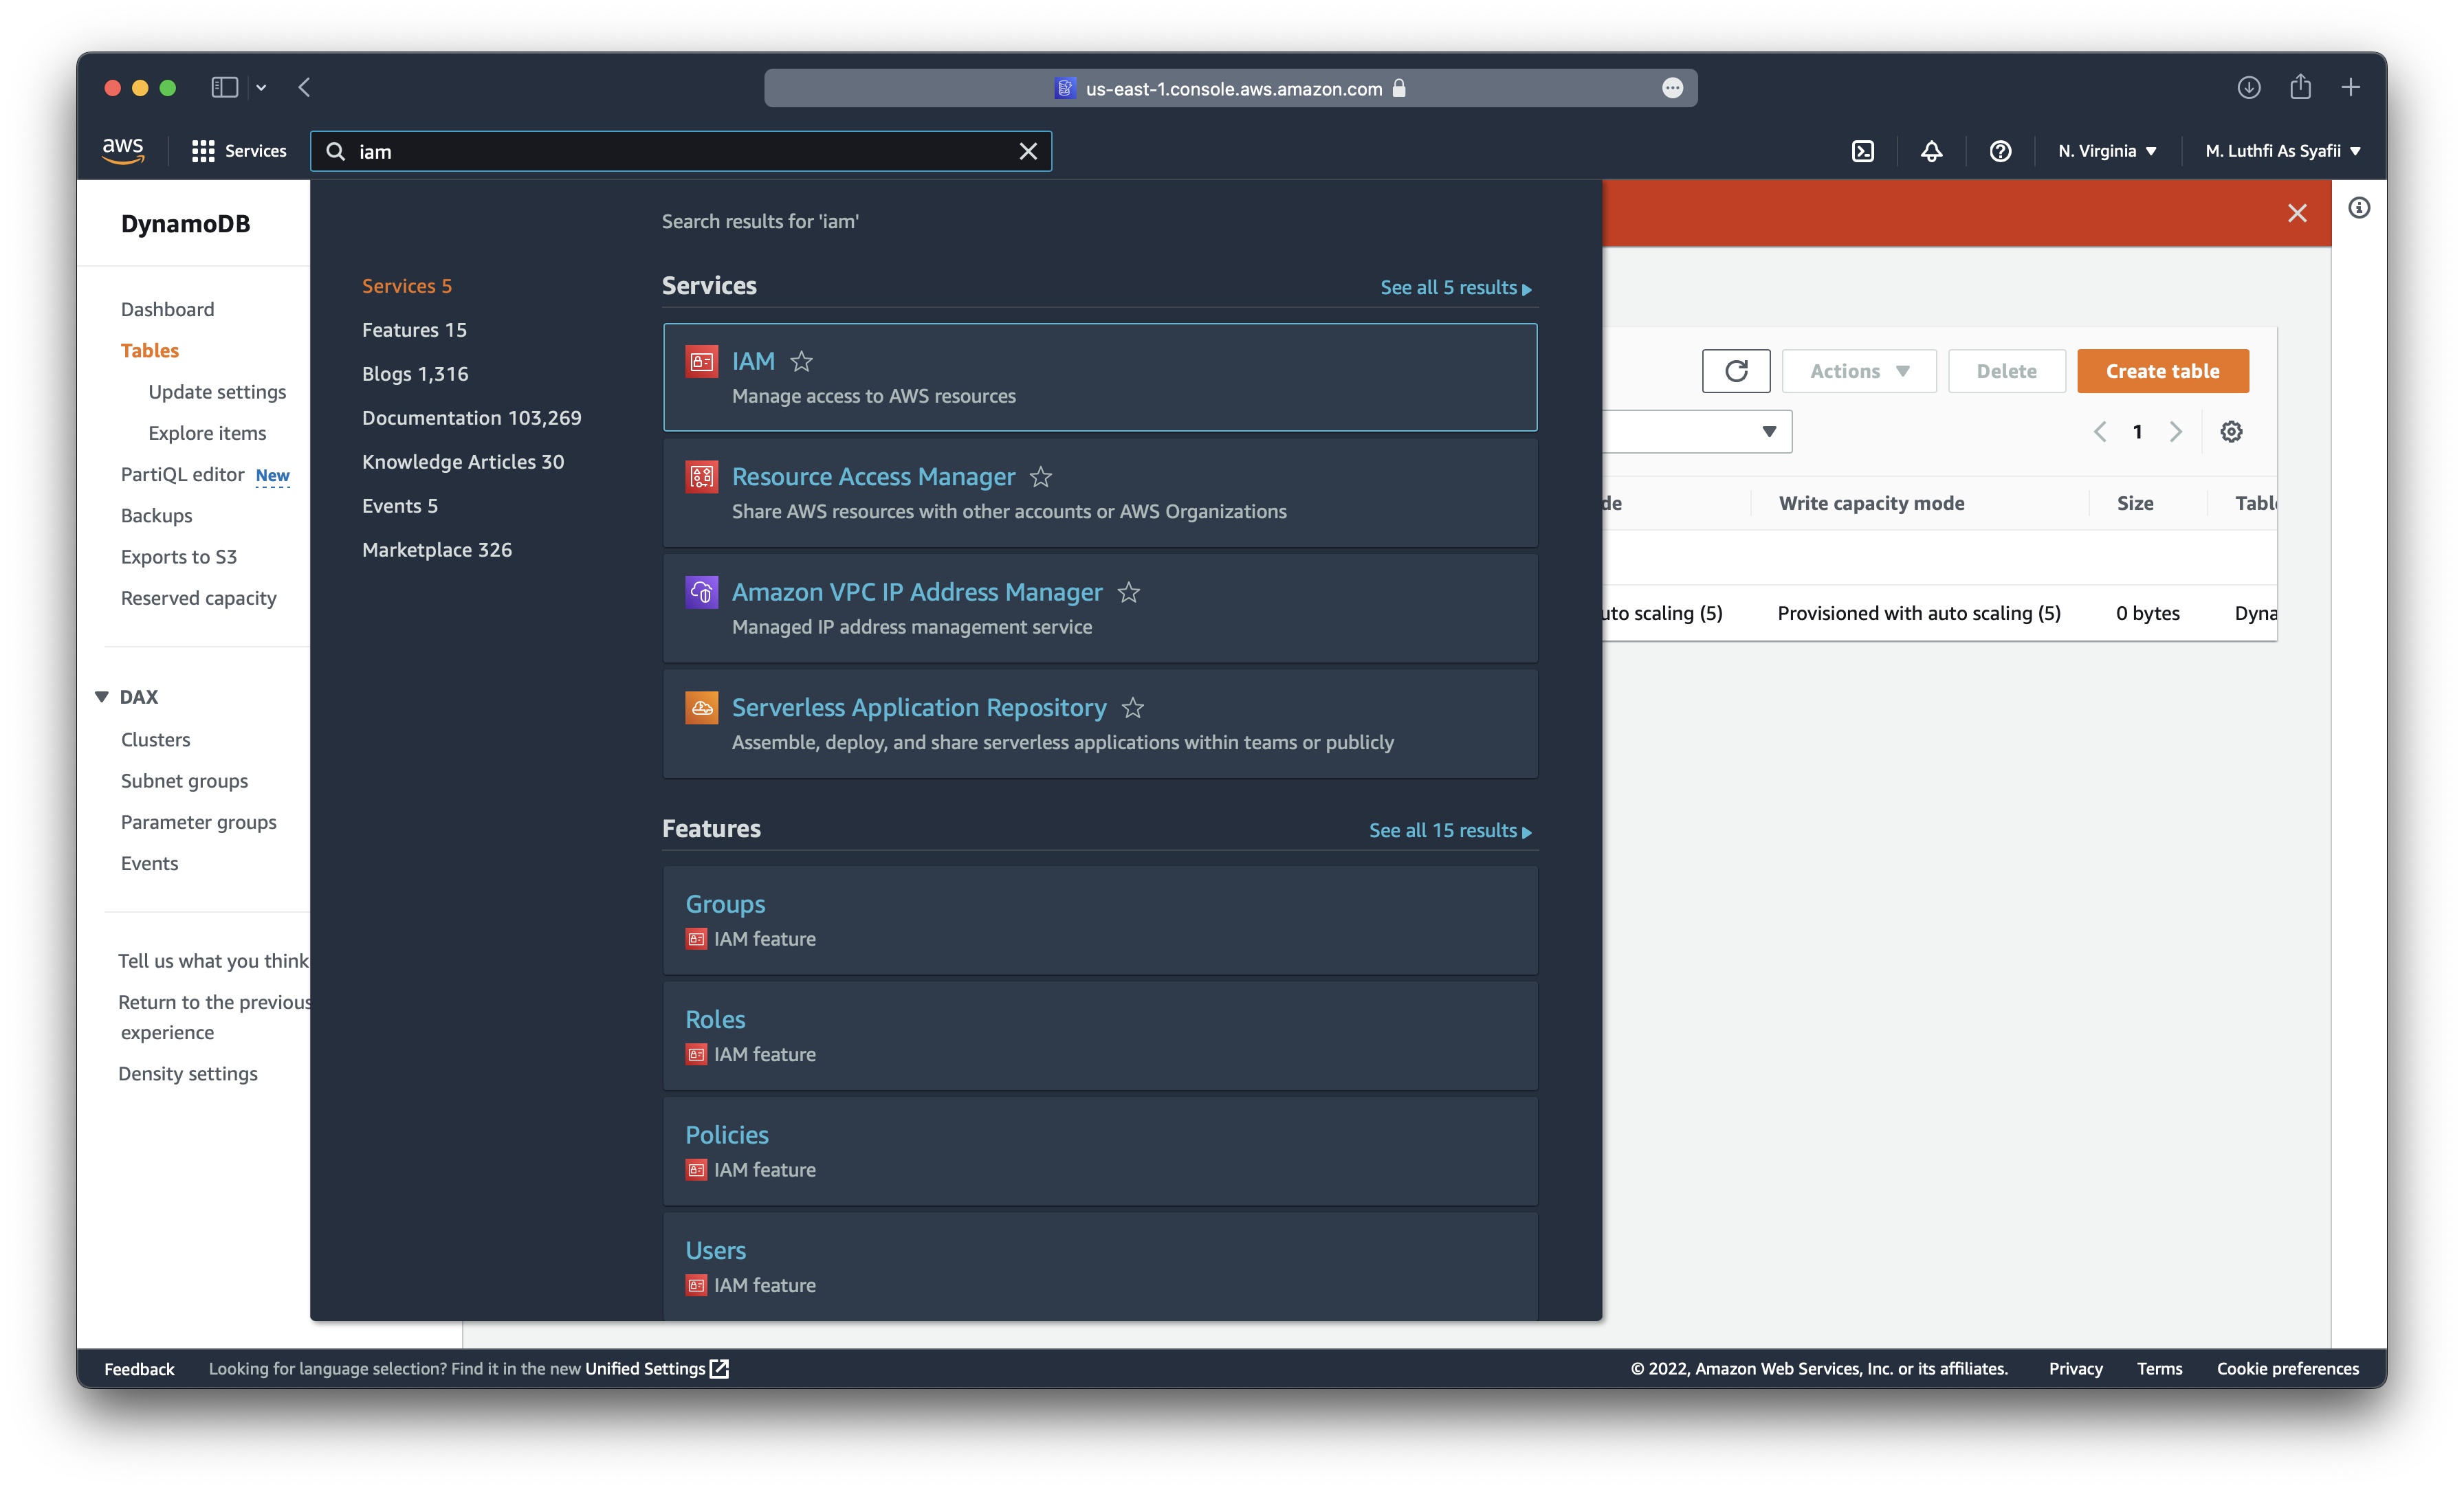 us-east-1.console.aws.amazon.com
aws
Services
iam
N. Virginia
M. Luthfi As Syafii
DynamoDB
Dashboard
Tables
Update settings
Explore items
PartiQL editor New
Backups
Exports to S3
Reserved capacity
DAX
Clusters
Subnet groups
Parameter groups
Events
Tell us what you think
Return to the previous
experience
Density settings
Search results for 'iam'
Services 5
Features 15
Blogs 1,316
Documentation 103,269
Knowledge Articles 30
Events 5
Marketplace 326
Services
See all 5 results
IAM
Manage access to AWS resources
Resource Access Manager
Share AWS resources with other accounts or AWS Organizations
Amazon VPC IP Address Manager
Managed IP address management service
Serverless Application Repository
Assemble, deploy, and share serverless applications within teams or publicly
Features
See all 15 results
Groups
IAM feature
Roles
IAM feature
Policies
IAM feature
Users
IAM feature
Actions
Delete
Create table
1
Write capacity mode
Size
scaling (5)
Provisioned with auto scaling (5)
0 bytes
Feedback
Looking for language selection? Find it in the new Unified Settings
© 2022, Amazon Web Services, Inc. or its affiliates.
Privacy
Terms
Cookie preferences